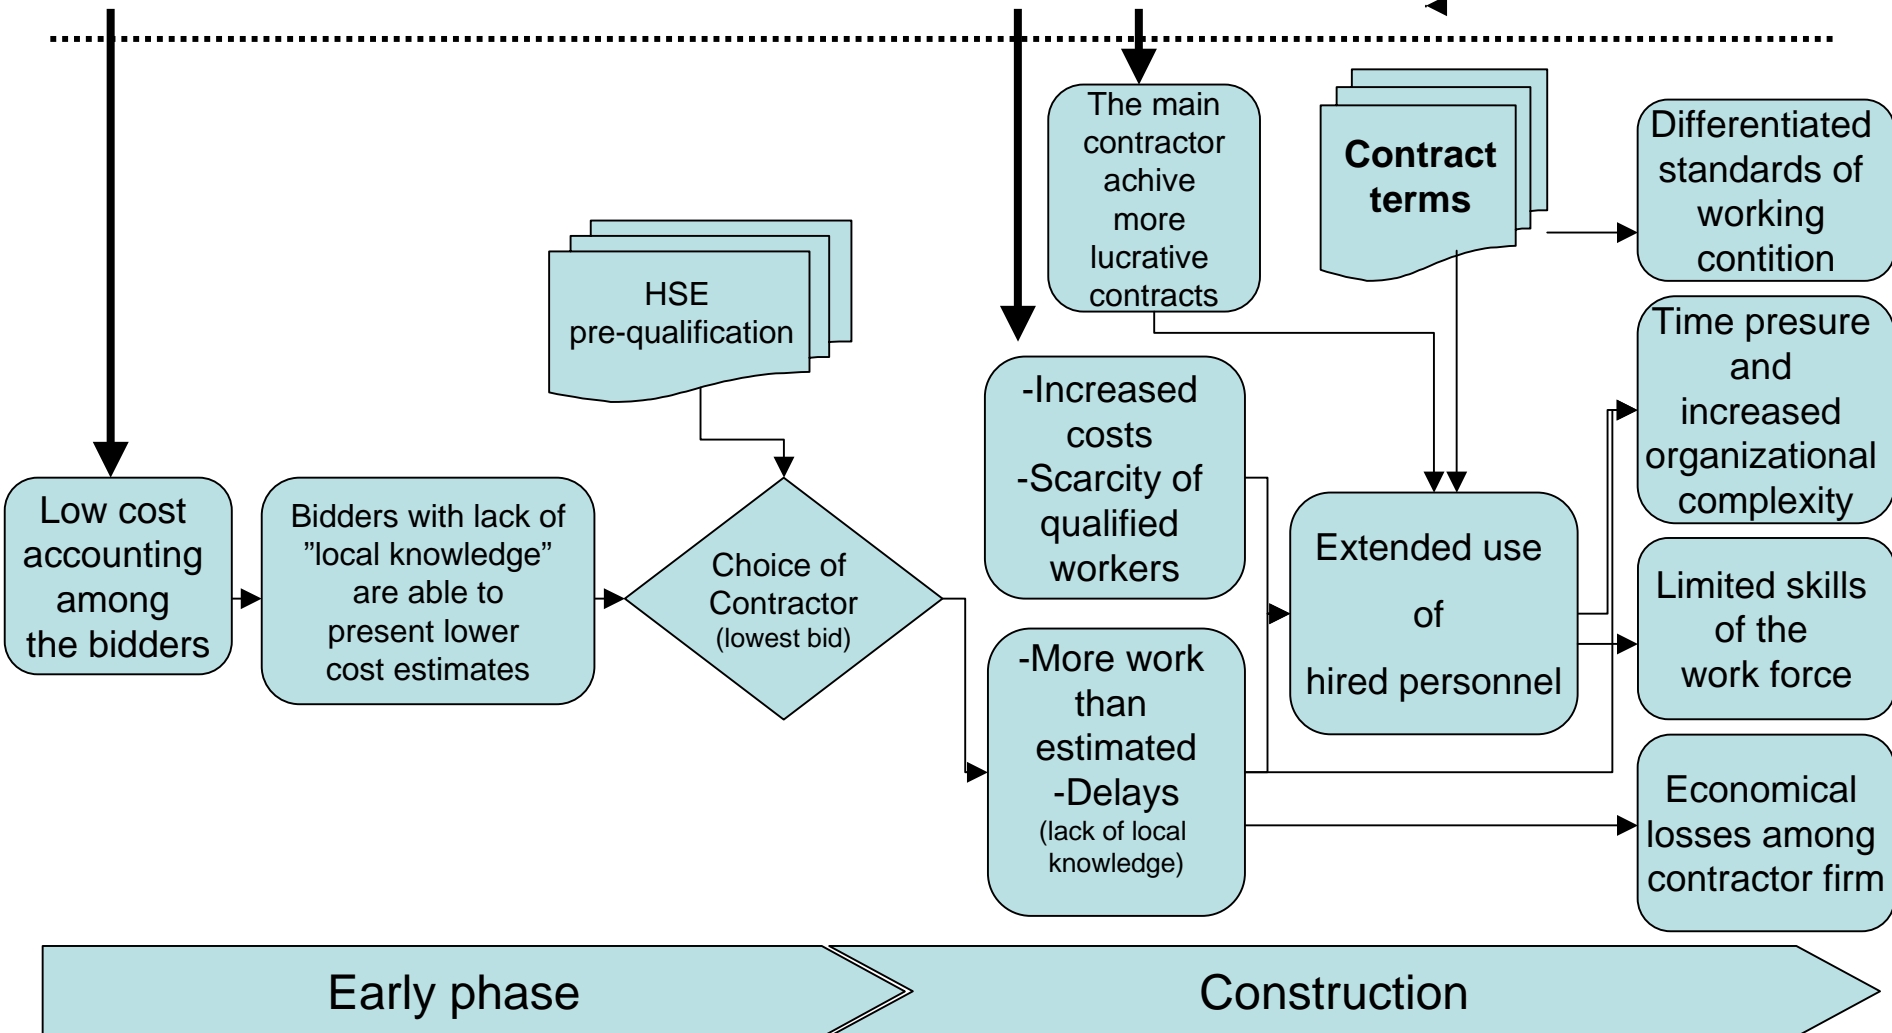 The main
contractor
achive
more
lucrative
contracts
Contract
terms
Differentiated
standards of
working
contition
HSE
pre-qualification
Time presure
and
increased
organizational
complexity
-Increased
costs
-Scarcity of
qualified
workers
Low cost
accounting
among
the bidders
Bidders with lack of
”local knowledge”
are able to
present lower
cost estimates
Choice of
Contractor
(lowest bid)
Extended use
of
hired personnel
Limited skills
of the
work force
-More work
than
estimated
-Delays
(lack of local
knowledge)
Economical
losses among
contractor firm
Early phase
Construction